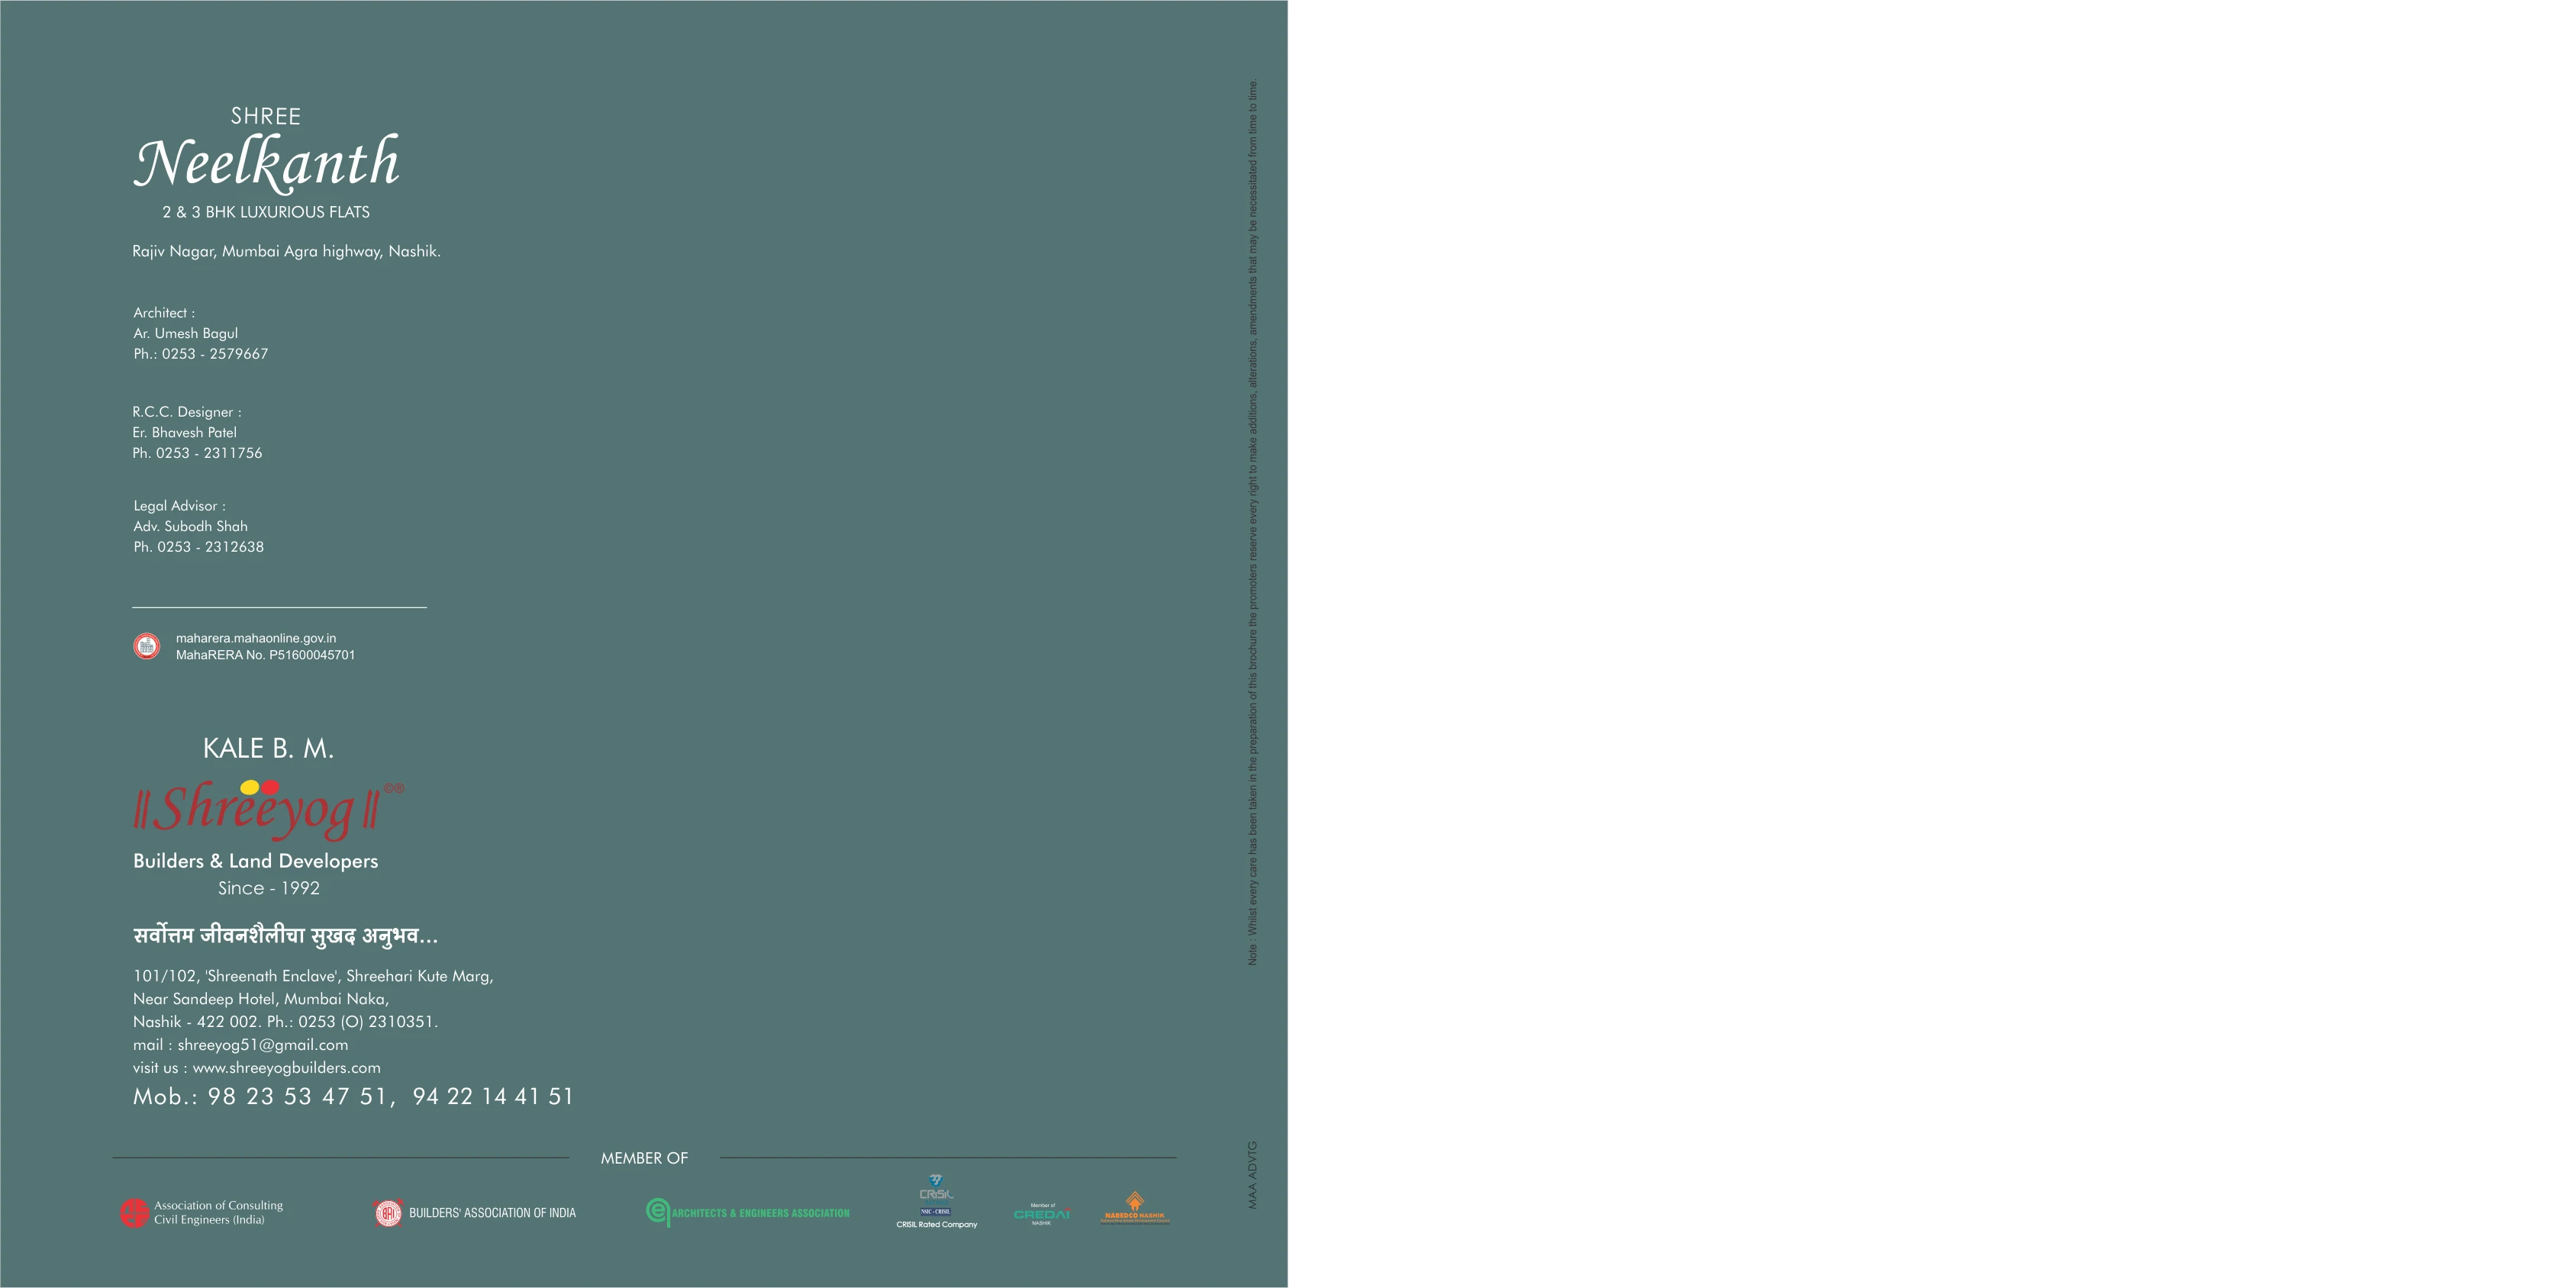 SHREE
Neelkanth
2 & 3 BHK LUXURIOUS FLATS
Rajiv Nagar, Mumbai Agra highway, Nashik.
Architect :
Ar. Umesh Bagul
Ph.: 0253 - 2579667
R.C.C. Designer :
Er. Bhavesh Patel
Ph. 0253 - 2311756
Legal Advisor :
Adv. Subodh Shah
Ph. 0253 - 2312638
maharera.mahaonline.gov.in
MahaRERA No. P51600045701
KALE B. M.
||Shreeyog|| ©®
Builders & Land Developers
Since - 1992
सर्वोत्तम जीवनशैलीचा सुखद अनुभव...
101/102, 'Shreenath Enclave', Shreehari Kute Marg,
Near Sandeep Hotel, Mumbai Naka,
Nashik - 422 002. Ph.: 0253 (O) 2310351.
mail : shreeyog51@gmail.com
visit us : www.shreeyogbuilders.com
Mob.: 98 23 53 47 51, 94 22 14 41 51
MEMBER OF
Association of Consulting
Civil Engineers (India)
BAI
BUILDERS' ASSOCIATION OF INDIA
ARCHITECTS & ENGINEERS ASSOCIATION
CRISIL
NSIC - CRISIL
CRISIL Rated Company
Member of
CREDAI
NASHIK
NAREDCO NASHIK
Note : Whilst every care has been taken in the preparation of this brochure the promoters reserve every right to make additions, alterations, amendments that may be necessitated from time to time.
MAA ADVTG